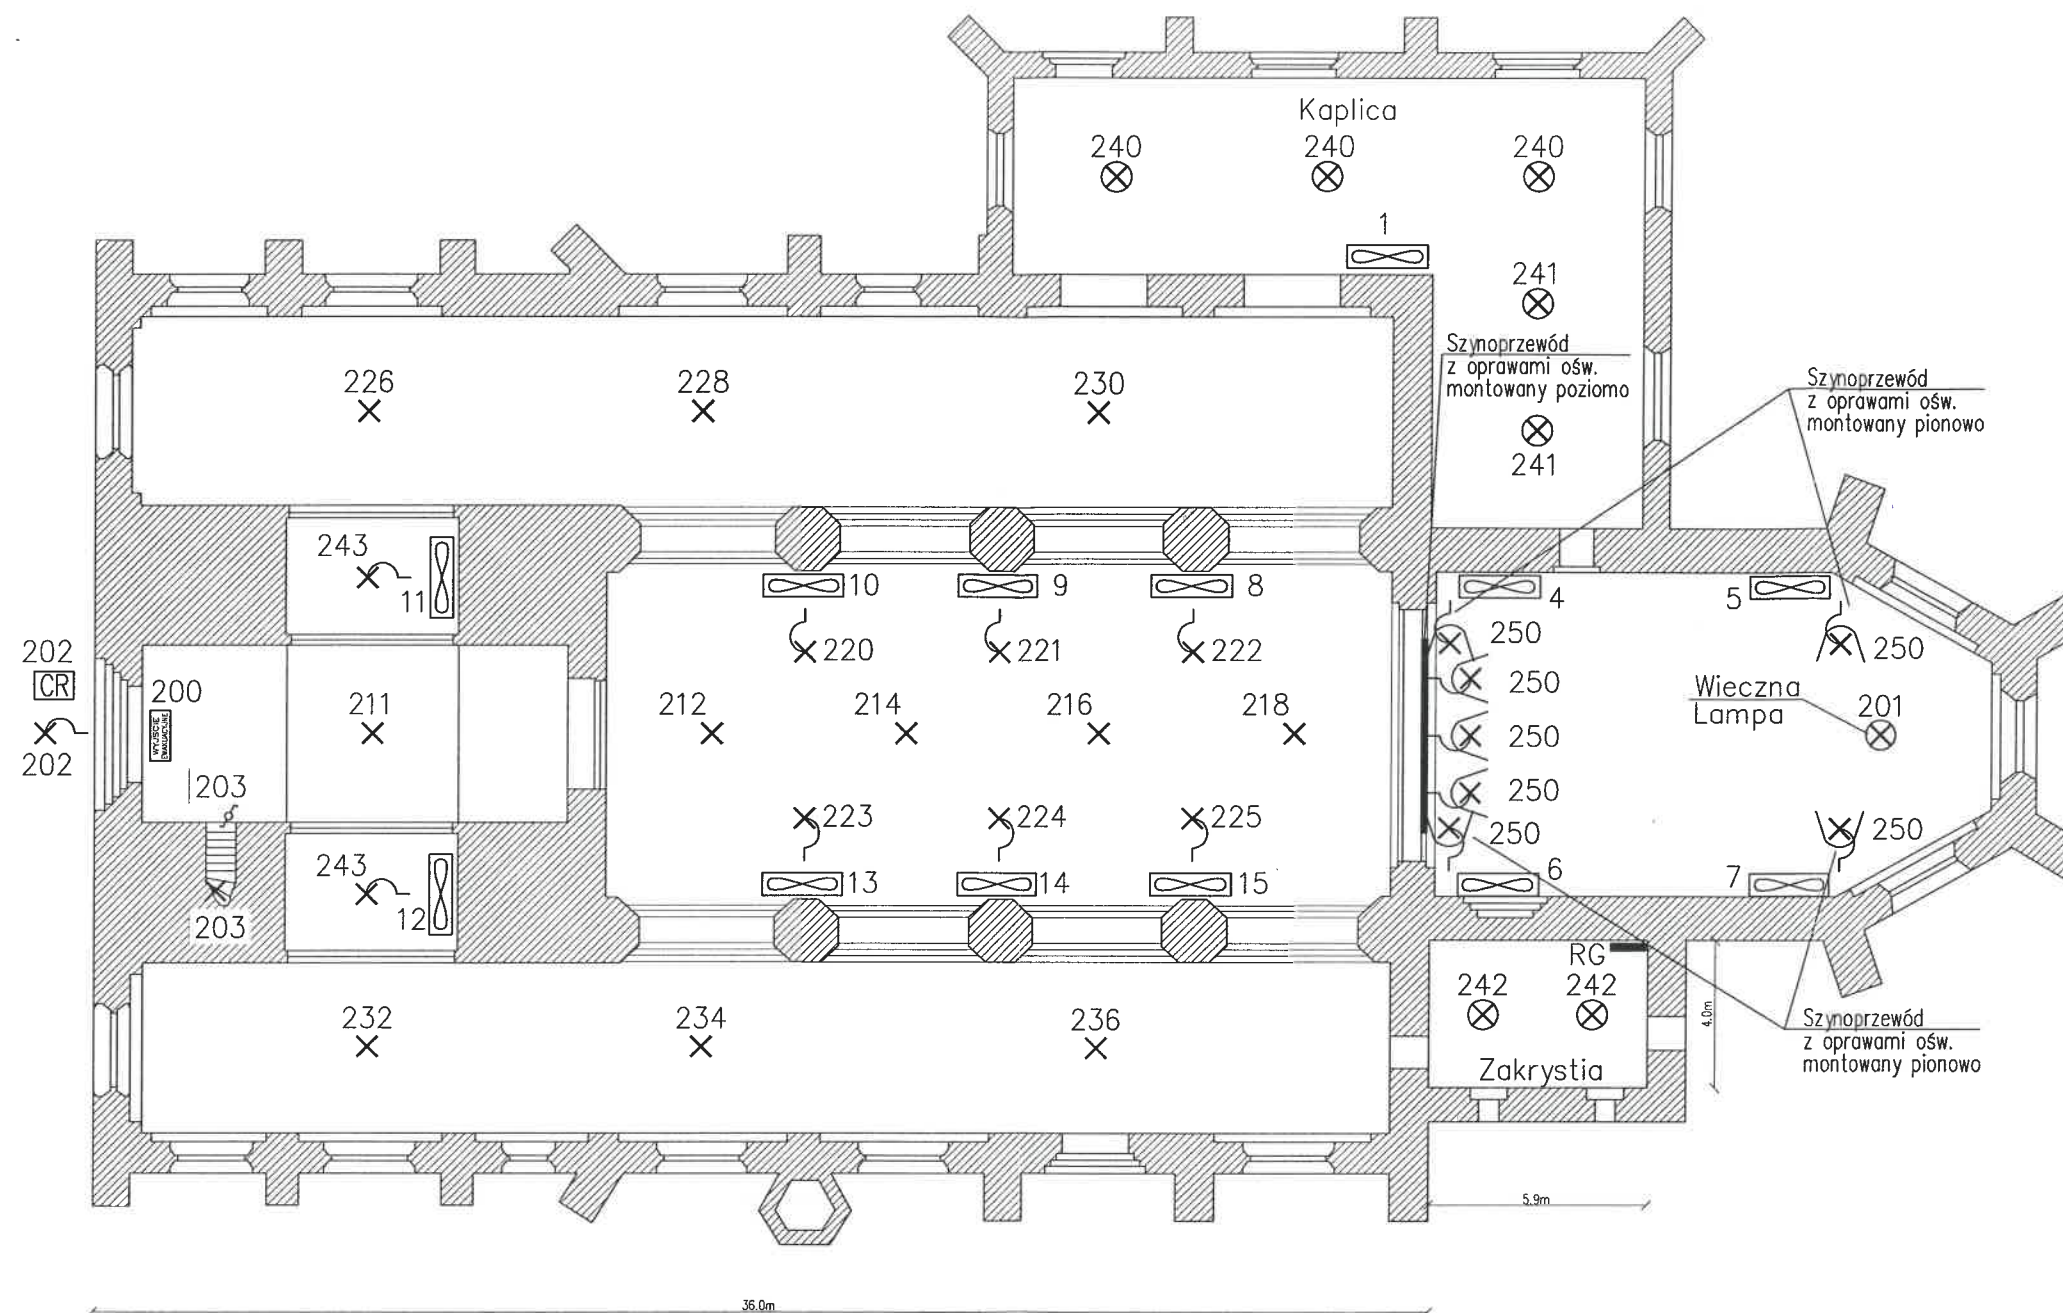 Kaplica
240 240 240
1
241
Szynoprzewód
z oprawami ośw.
montowany poziomo
241
Szynoprzewód
z oprawami ośw.
montowany pionowo
226 228 230
243
11
10 9 8 4 5
220 221 222
250 250
250
250
250
250
250
202
CR
200
WYJŚCIE
EWAKUACYJNE
202
211 212 214 216 218
Wieczna
Lampa
201
203
203
223 224 225
243
12
13 14 15 6 7
RG
242 242
Zakrystia
4.0m
Szynoprzewód
z oprawami ośw.
montowany pionowo
232 234 236
5.9m
36.0m